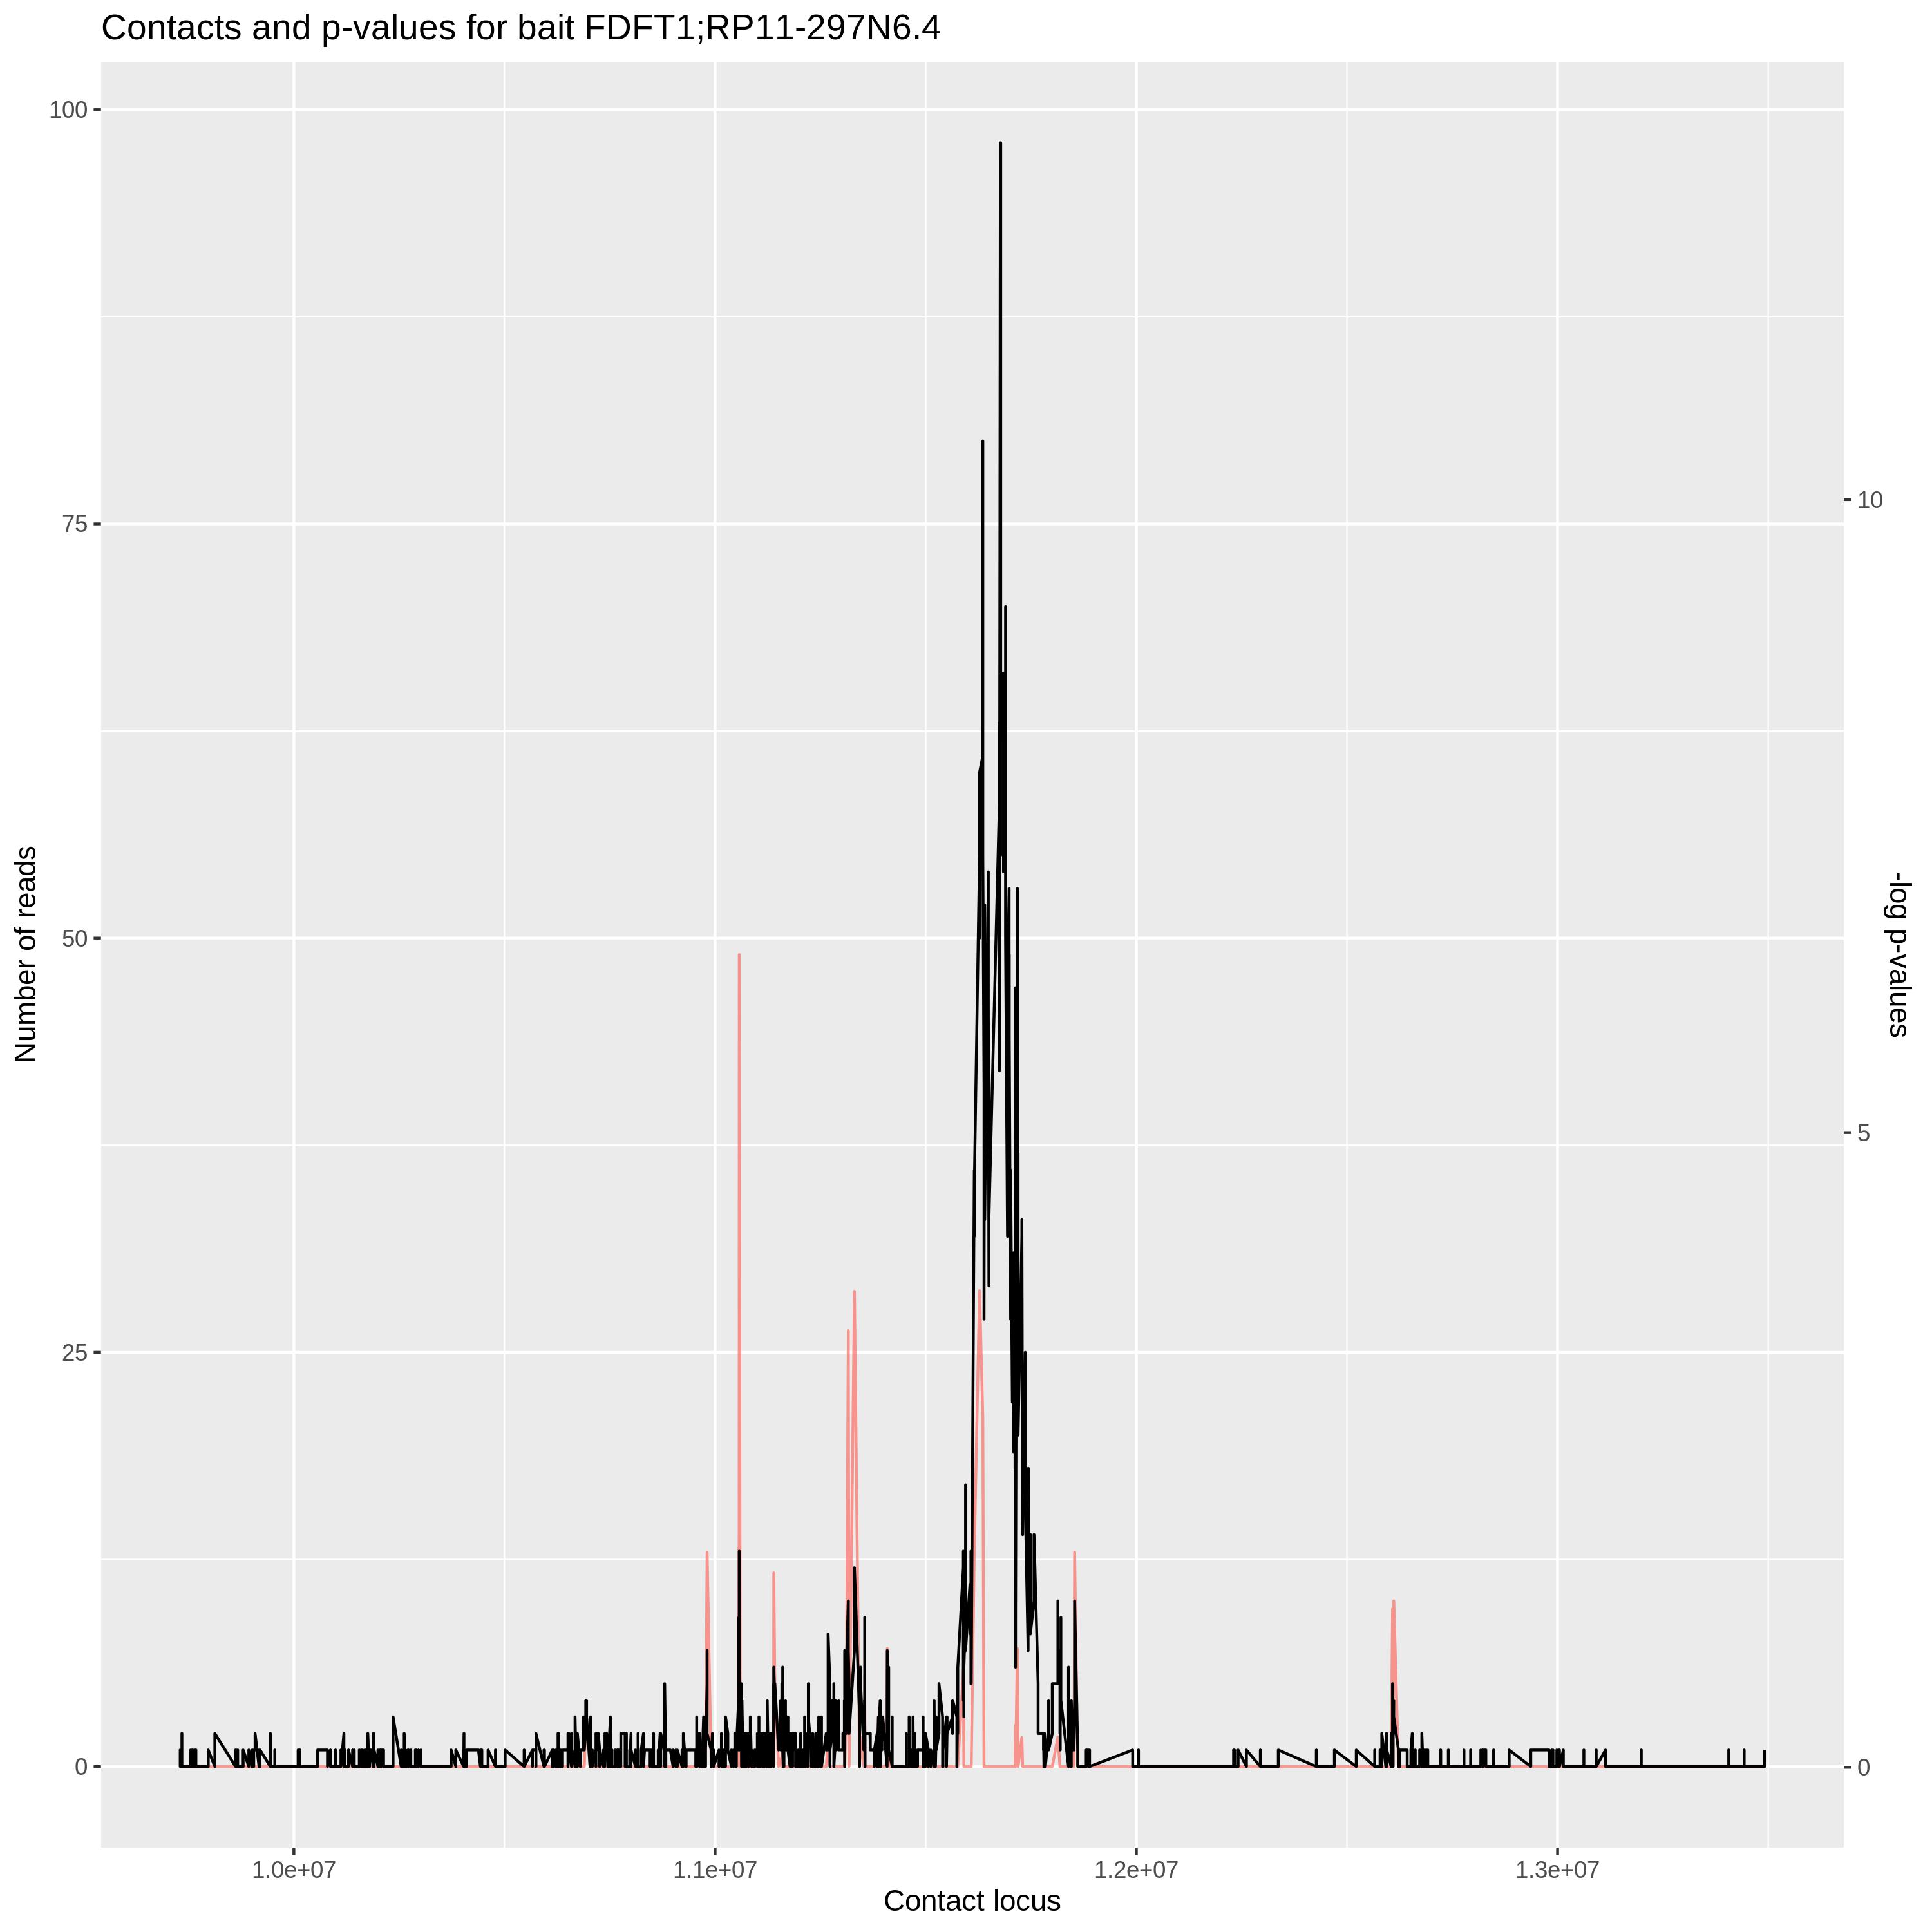 Contacts and p-values for bait FDFT1;RP11-297N6.4
100
75
50
25
0
Number of reads
10
5
0
-log p-values
1.0e+07
1.1e+07
1.2e+07
1.3e+07
Contact locus